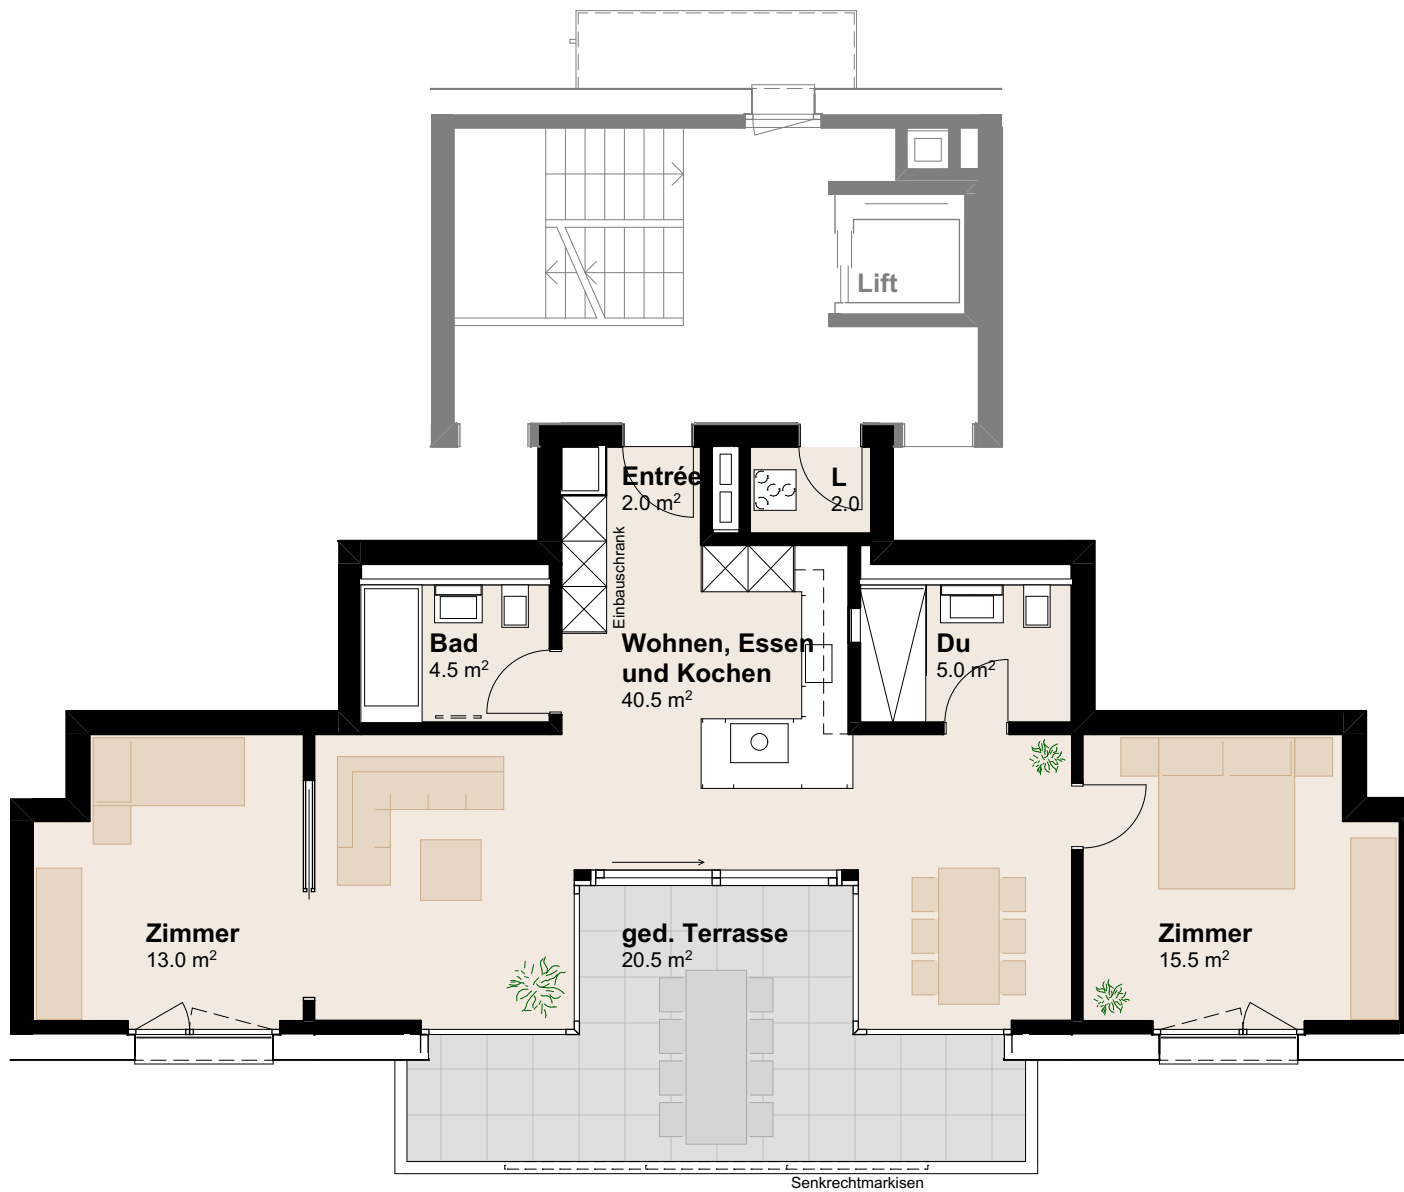 Lift
Entrée
2.0 m²
L
2.0
Einbauschrank
Bad
4.5 m²
Wohnen, Essen
und Kochen
40.5 m²
Du
5.0 m²
Zimmer
13.0 m²
ged. Terrasse
20.5 m²
Zimmer
15.5 m²
Senkrechtmarkisen